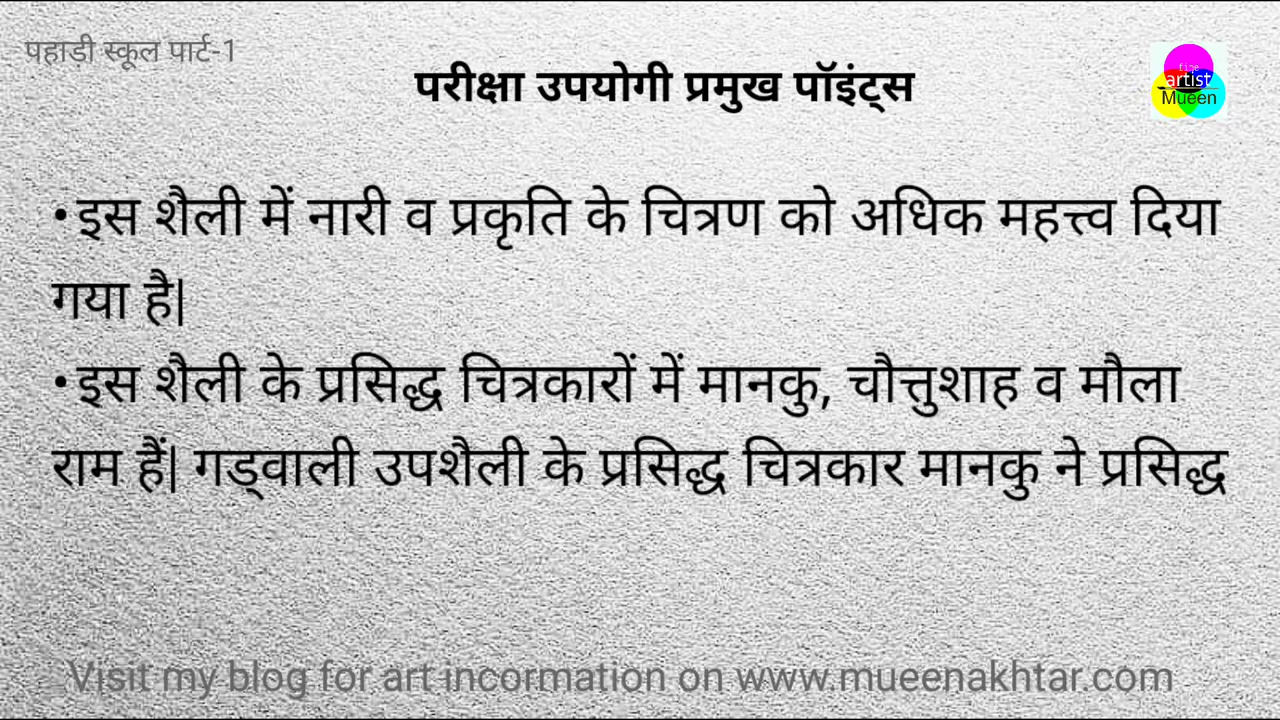 पहाड़ी स्कूल पार्ट-1
परीक्षा उपयोगी प्रमुख पॉइंट्स
fine
artist
Mueen
•इस शैली में नारी व प्रकृति के चित्रण को अधिक महत्त्व दिया
गया है|
•इस शैली के प्रसिद्ध चित्रकारों में मानकु, चौत्तुशाह व मौला
राम हैं| गड्वाली उपशैली के प्रसिद्ध चित्रकार मानकु ने प्रसिद्ध
Visit my blog for art incormation on www.mueenakhtar.com